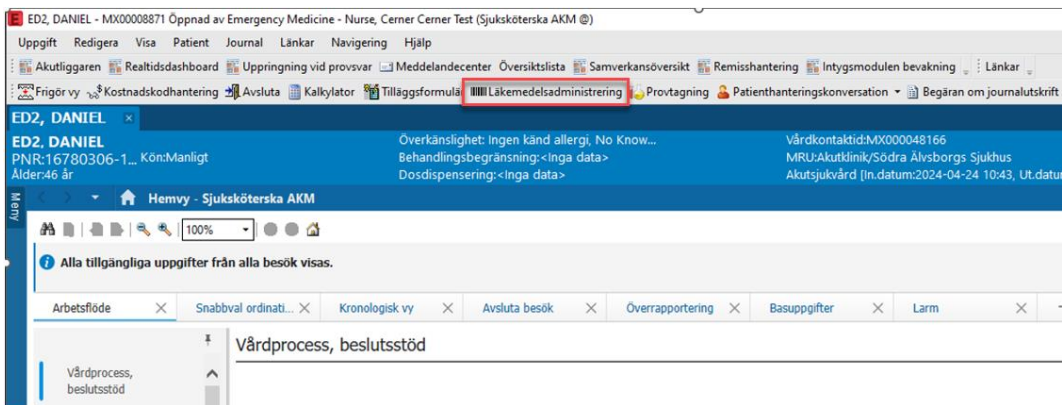 ED2, DANIEL - MX00008871 Öppnad av Emergency Medicine - Nurse, Cerner Cerner Test (Sjuksköterska AKM @)
Uppgift Redigera Visa Patient Journal Länkar Navigering Hjälp
Akutliggaren Realtidsdashboard Uppringning vid provsvar Meddelandecenter Översiktslista Samverkansöversikt Remisshantering Intygsmodulen bevakning Länkar
Frigör vy Kostnadskodhantering Avsluta Kalkylator Tilläggsformulär Läkemedelsadministrering Provtagning Patienthanteringskonversation Begäran om journalutskrift
ED2, DANIEL
ED2, DANIEL Överkänslighet: Ingen känd allergi, No Know... Vårdkontaktid:MX000048166
PNR:16780306-1... Kön:Manligt Behandlingsbegränsning:<Inga data> MRU:Akutklinik/Södra Älvsborgs Sjukhus
Ålder:46 år Dosdispensering:<Inga data> Akutsjukvård [In.datum:2024-04-24 10:43, Ut.datum
Meny
Hemvy - Sjuksköterska AKM
100%
Alla tillgängliga uppgifter från alla besök visas.
Arbetsflöde Snabbval ordinati... Kronologisk vy Avsluta besök Överrapportering Basuppgifter Larm
Vårdprocess, beslutsstöd
Vårdprocess,
beslutsstöd